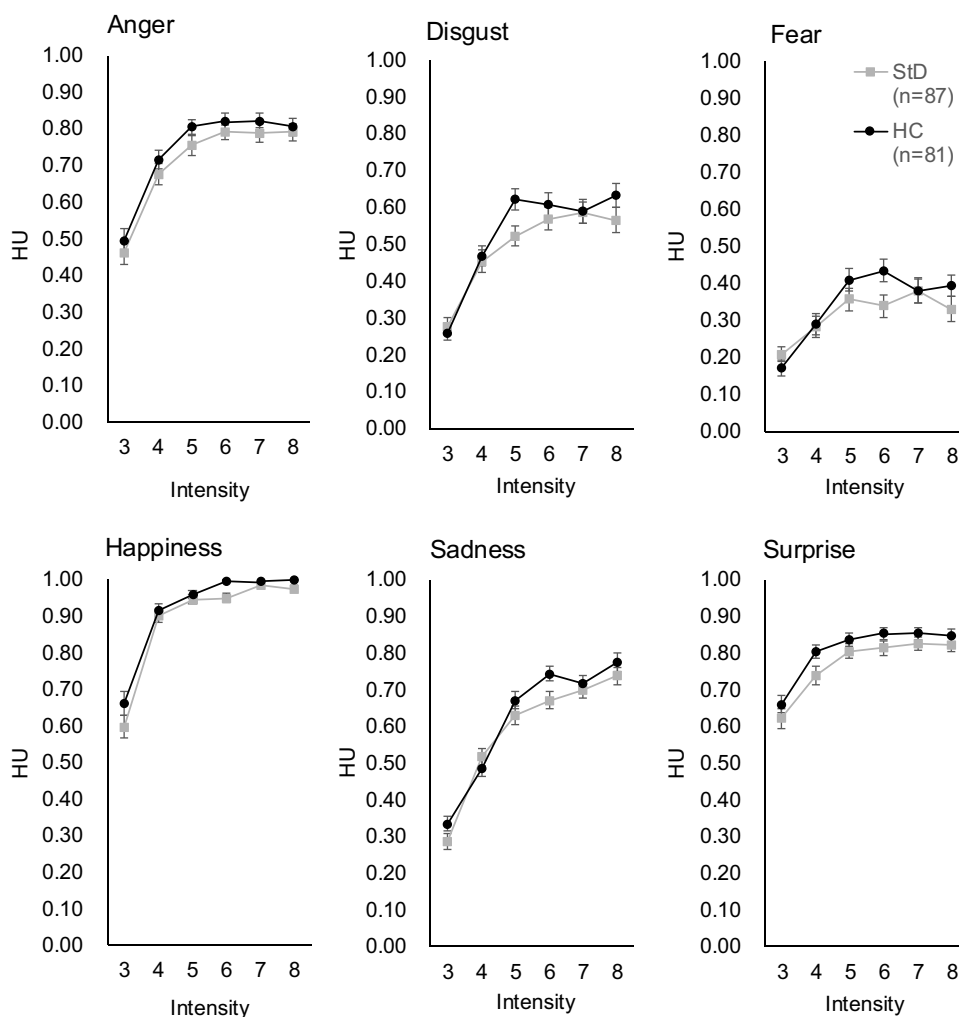 Anger
1.00
0.90
0.80
0.70
0.60
0.50
0.40
0.30
0.20
0.10
0.00
HU
3 4 5 6 7 8
Intensity
Disgust
1.00
0.90
0.80
0.70
0.60
0.50
0.40
0.30
0.20
0.10
0.00
HU
3 4 5 6 7 8
Intensity
Fear
1.00
0.90
0.80
0.70
0.60
0.50
0.40
0.30
0.20
0.10
0.00
HU
3 4 5 6 7 8
Intensity
StD
(n=87)
HC
(n=81)
Happiness
1.00
0.90
0.80
0.70
0.60
0.50
0.40
0.30
0.20
0.10
0.00
HU
3 4 5 6 7 8
Intensity
Sadness
1.00
0.90
0.80
0.70
0.60
0.50
0.40
0.30
0.20
0.10
0.00
HU
3 4 5 6 7 8
Intensity
Surprise
1.00
0.90
0.80
0.70
0.60
0.50
0.40
0.30
0.20
0.10
0.00
HU
3 4 5 6 7 8
Intensity